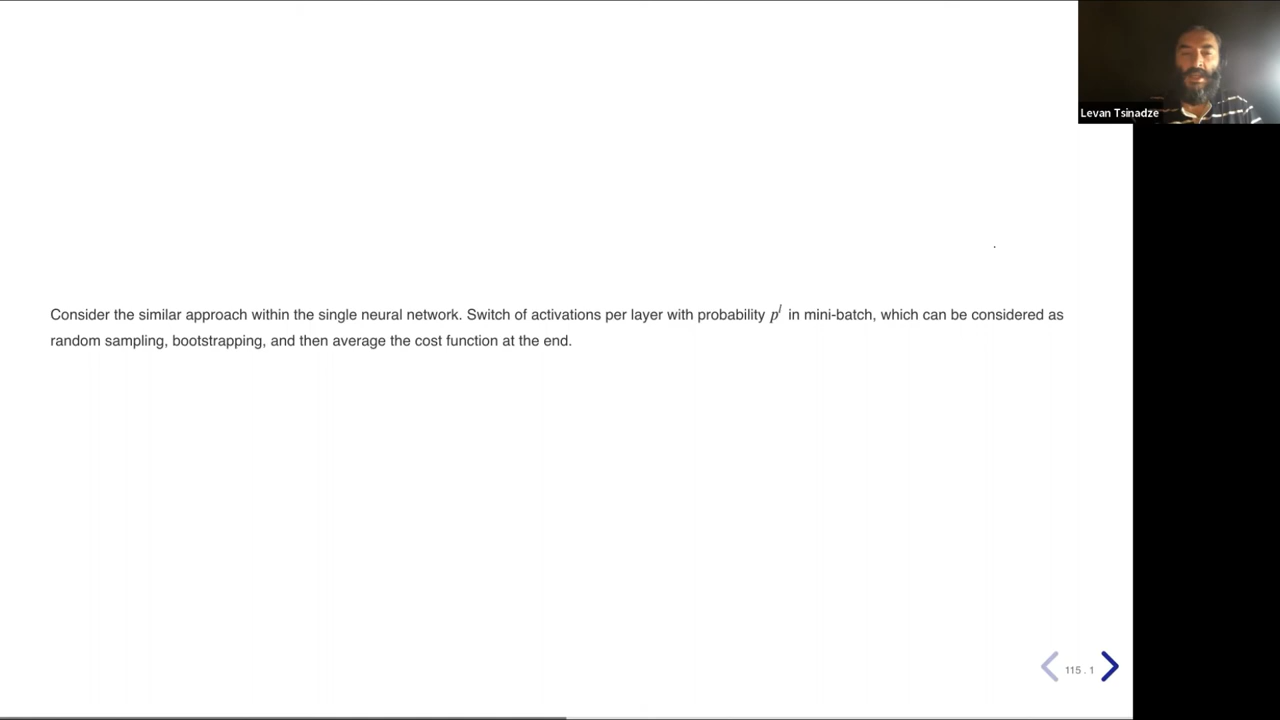 Levan Tsinadze
Consider the similar approach within the single neural network. Switch of activations per layer with probability pˡ in mini-batch, which can be considered as
random sampling, bootstrapping, and then average the cost function at the end.
115 . 1